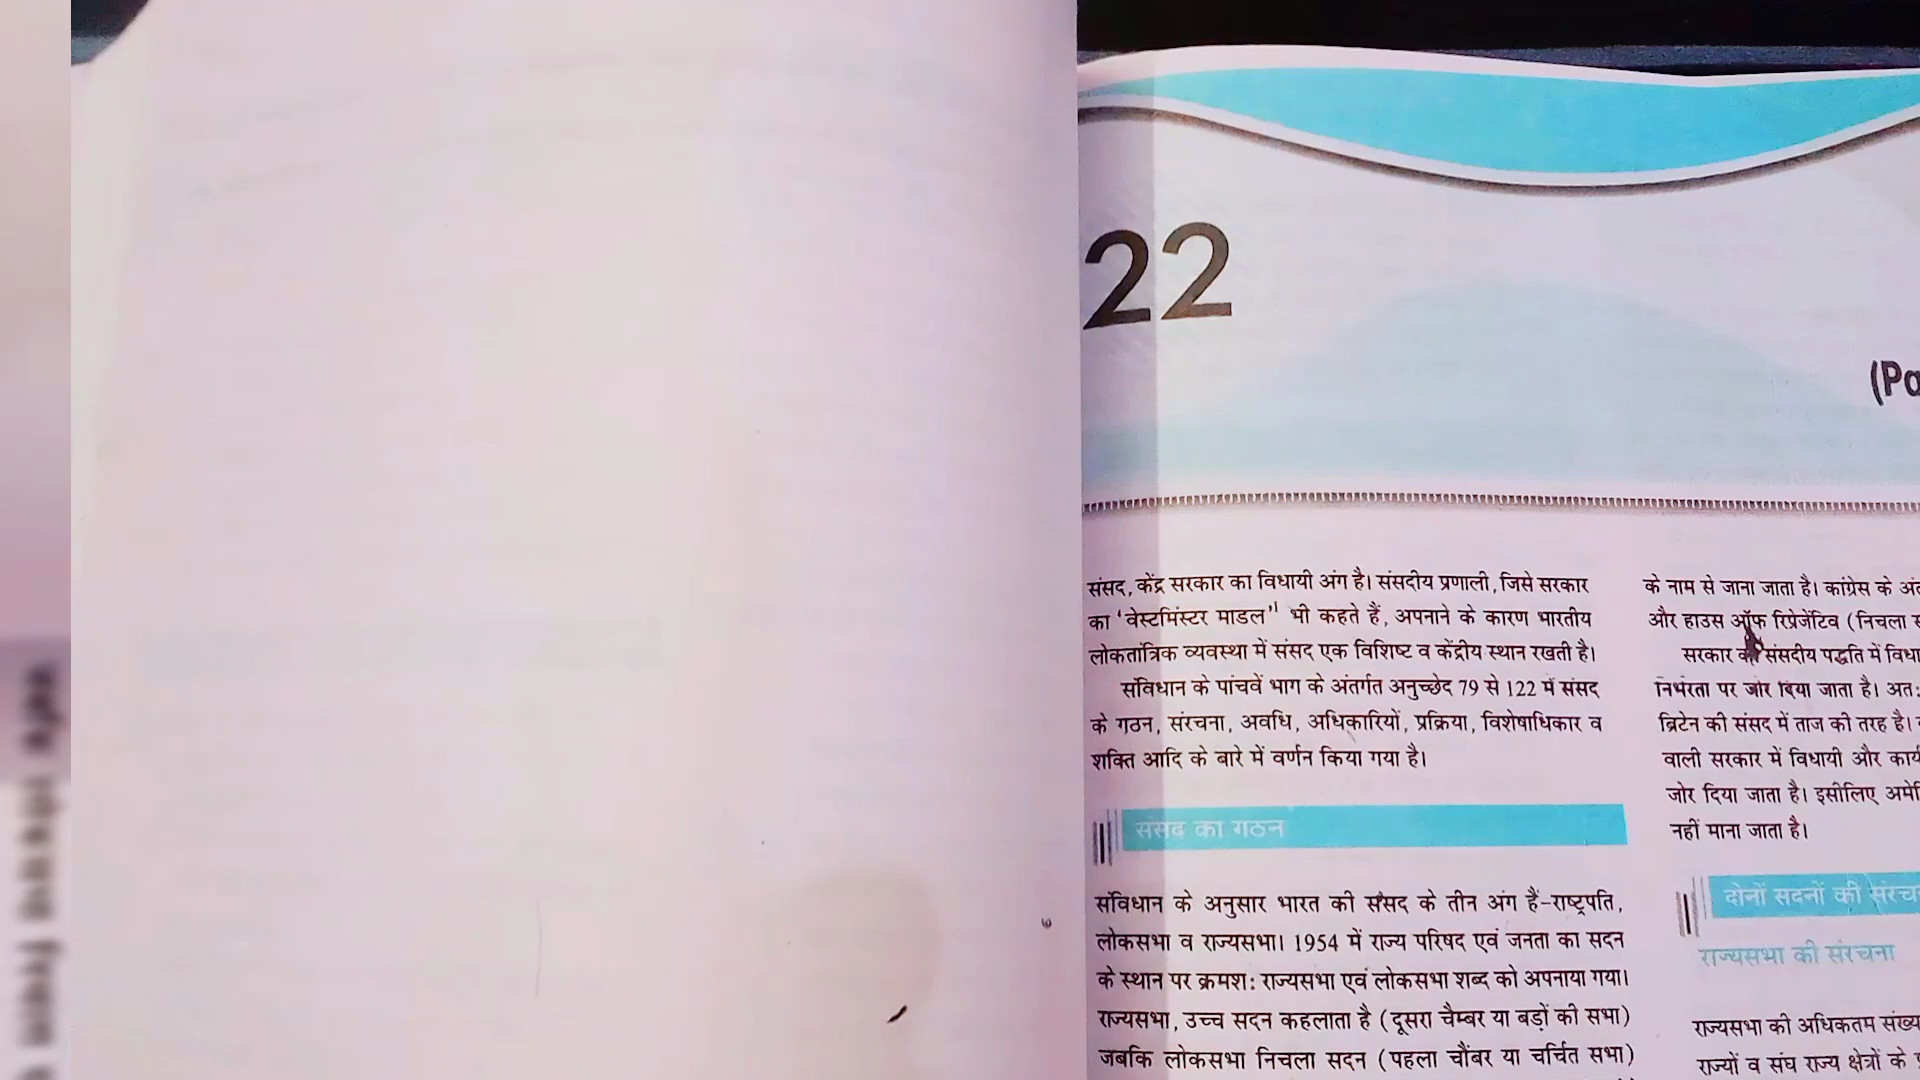 22
(Pa
संसद, केंद्र सरकार का विधायी अंग है। संसदीय प्रणाली, जिसे सरकार
का 'वेस्टमिंस्टर माडल'¹ भी कहते हैं, अपनाने के कारण भारतीय
लोकतांत्रिक व्यवस्था में संसद एक विशिष्ट व केंद्रीय स्थान रखती है।
संविधान के पांचवें भाग के अंतर्गत अनुच्छेद 79 से 122 में संसद
के गठन, संरचना, अवधि, अधिकारियों, प्रक्रिया, विशेषाधिकार व
शक्ति आदि के बारे में वर्णन किया गया है।
संसद का गठन
संविधान के अनुसार भारत की संसद के तीन अंग हैं-राष्ट्रपति,
लोकसभा व राज्यसभा। 1954 में राज्य परिषद एवं जनता का सदन
के स्थान पर क्रमश: राज्यसभा एवं लोकसभा शब्द को अपनाया गया।
राज्यसभा, उच्च सदन कहलाता है (दूसरा चैम्बर या बड़ों की सभा)
जबकि लोकसभा निचला सदन (पहला चौंबर या चर्चित सभा)
के नाम से जाना जाता है। कांग्रेस के
और हाउस ऑफ रिप्रेजेंटिव (निचला
सरकार की संसदीय पद्धति में
निर्भरता पर जोर दिया जाता है। अत:
ब्रिटेन की संसद में ताज की तरह है।
वाली सरकार में विधायी और
जोर दिया जाता है। इसीलिए
नहीं माना जाता है।
दोनों सदनों की
राज्यसभा की संरचना
राज्यसभा की अधिकतम
राज्यों व संघ राज्य क्षेत्रों के